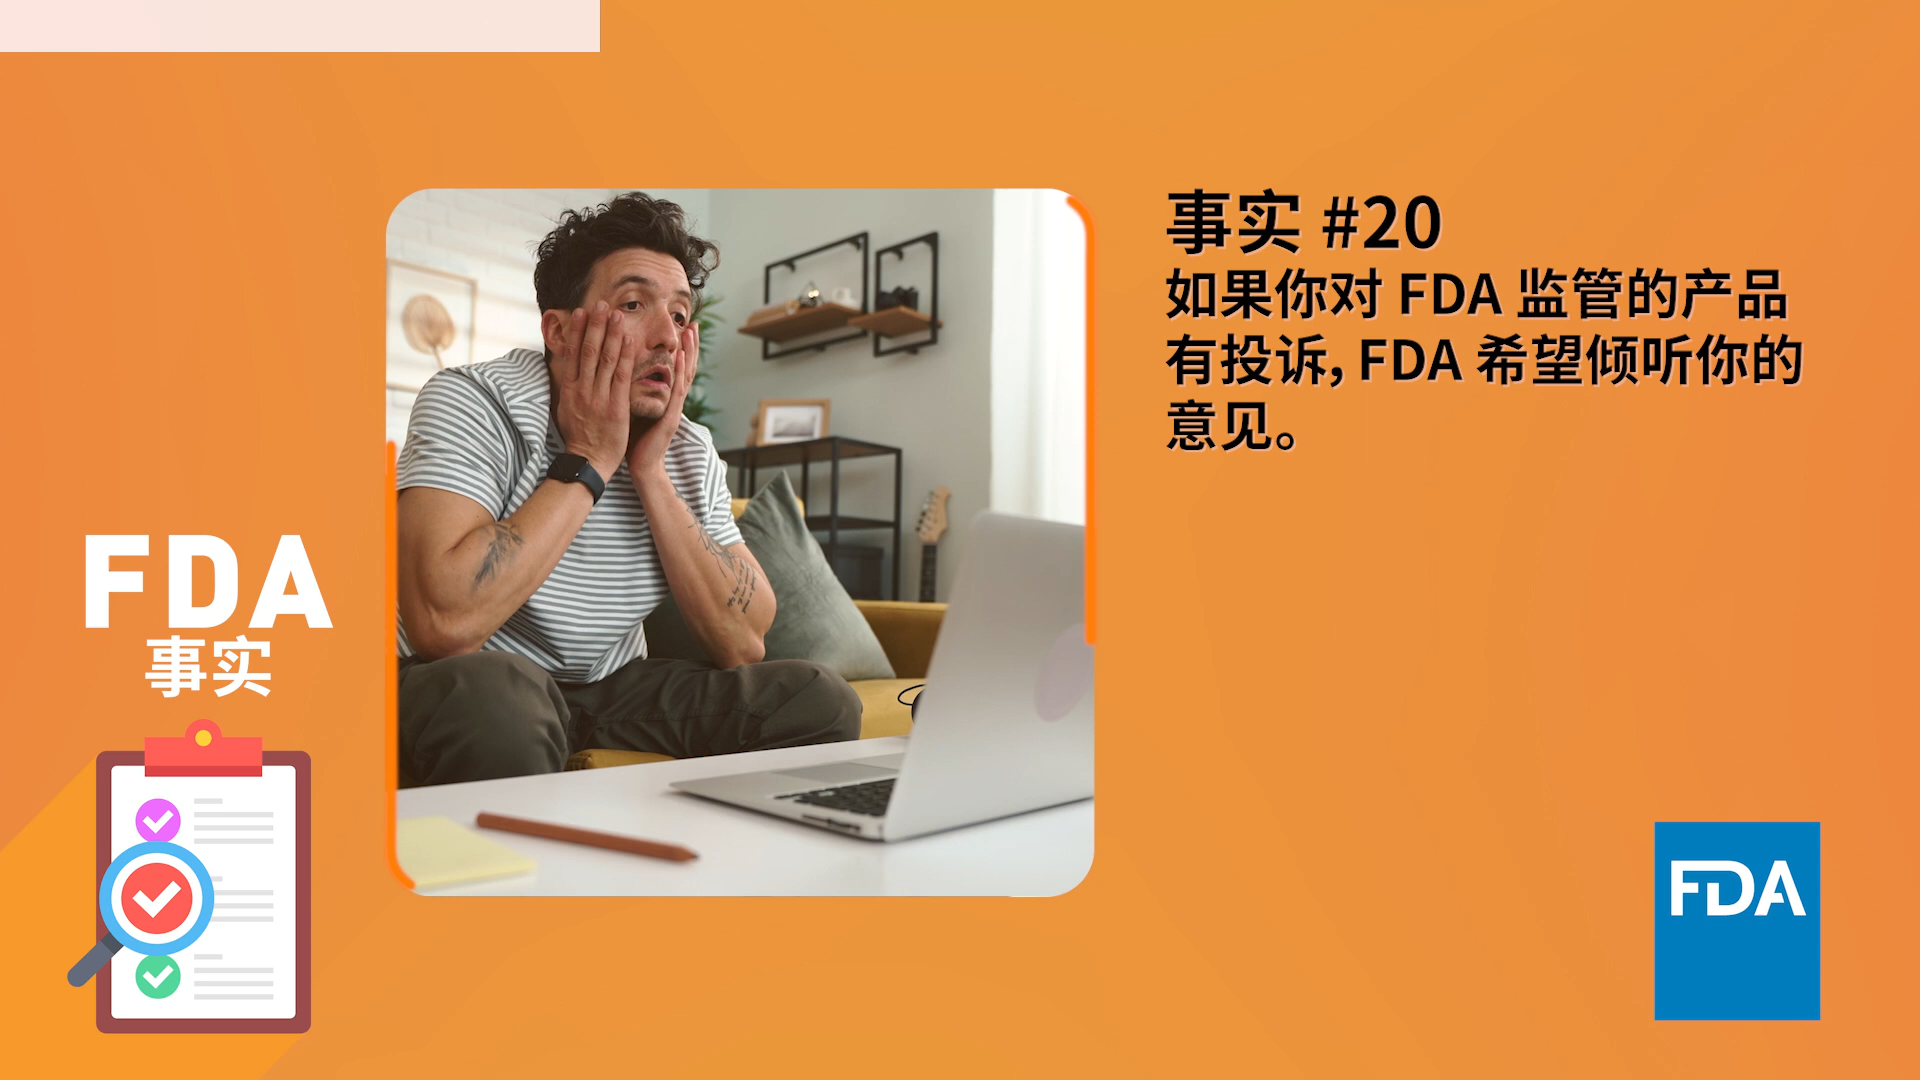 事实 #20
如果你对 FDA 监管的产品
有投诉, FDA 希望倾听你的
意见。
FDA
事实
FDA